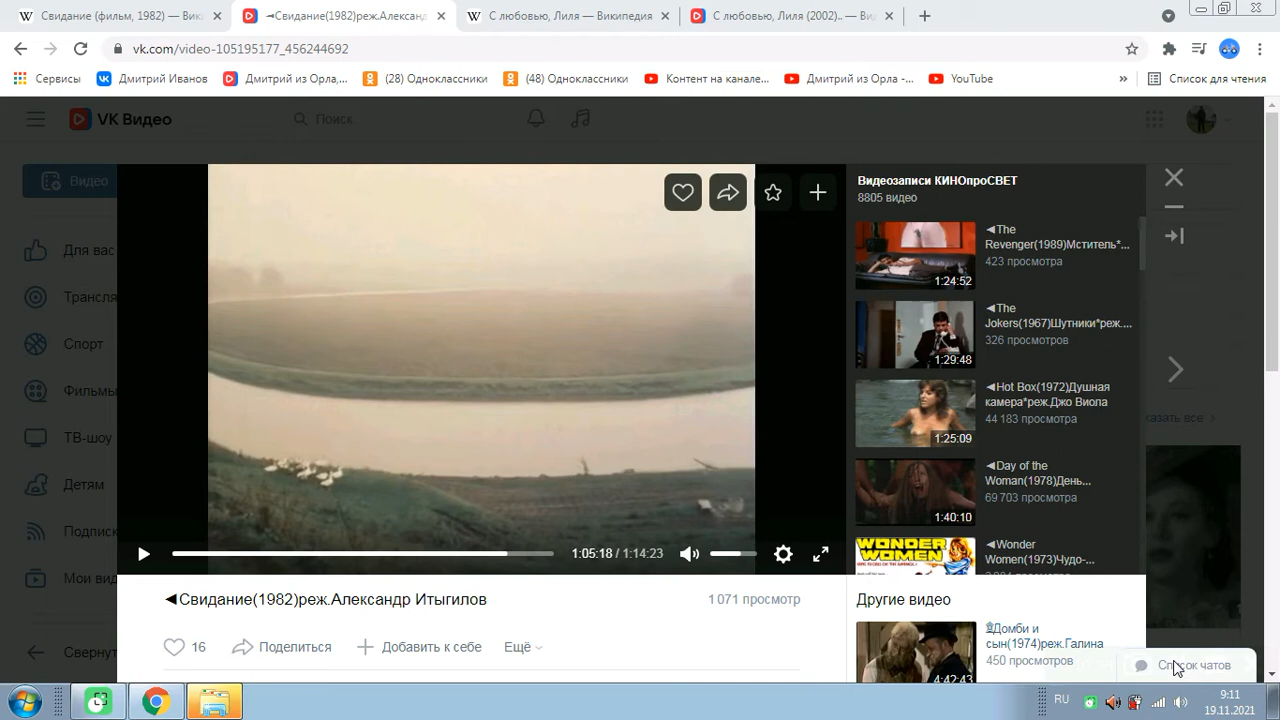 Свидание (фильм, 1982) — Вик
◄Свидание(1982)реж.Александ
С любовью, Лиля — Википедия
С любовью, Лиля (2002).. — Ви
vk.com/video-105195177_456244692
Сервисы
Дмитрий Иванов
Дмитрий из Орла,...
(28) Одноклассники
(48) Одноклассники
Контент на канале...
Дмитрий из Орла -...
YouTube
»
Список для чтения
VK Видео
Поиск
Видео
Для вас
Трансля
Спорт
Фильмы
ТВ-шоу
Детям
Подписк
Мои вид
Свернут
Видеозаписи КИНОпроСВЕТ
8805 видео
◄The
Revenger(1989)Мститель*...
423 просмотра
1:24:52
◄The
Jokers(1967)Шутники*реж....
326 просмотров
1:29:48
◄Hot Box(1972)Душная
камера*реж.Джо Виола
44 183 просмотра
1:25:09
◄Day of the
Woman(1978)День...
69 703 просмотра
1:40:10
WONDER
WOMEN
◄Wonder
Women(1973)Чудо-...
казать все
1:05:18 / 1:14:23
◄Свидание(1982)реж.Александр Итыгилов
1 071 просмотр
16
Поделиться
Добавить к себе
Ещё
Другие видео
Домби и
сын(1974)реж.Галина
450 просмотров
4:42:43
Список чатов
RU
9:11
19.11.2021